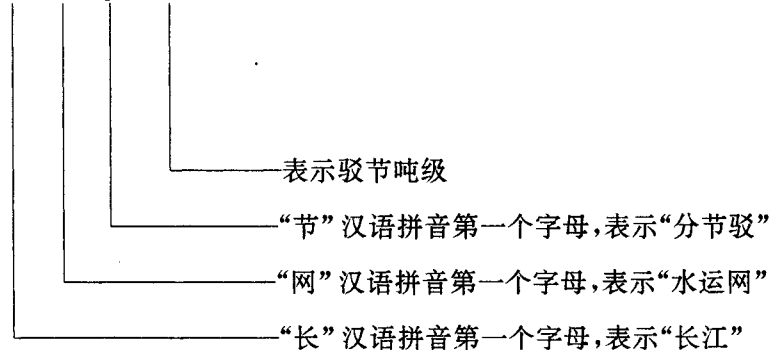 表示驳节吨级
“节”汉语拼音第一个字母,表示“分节驳”
“网”汉语拼音第一个字母,表示“水运网”
“长”汉语拼音第一个字母,表示“长江”